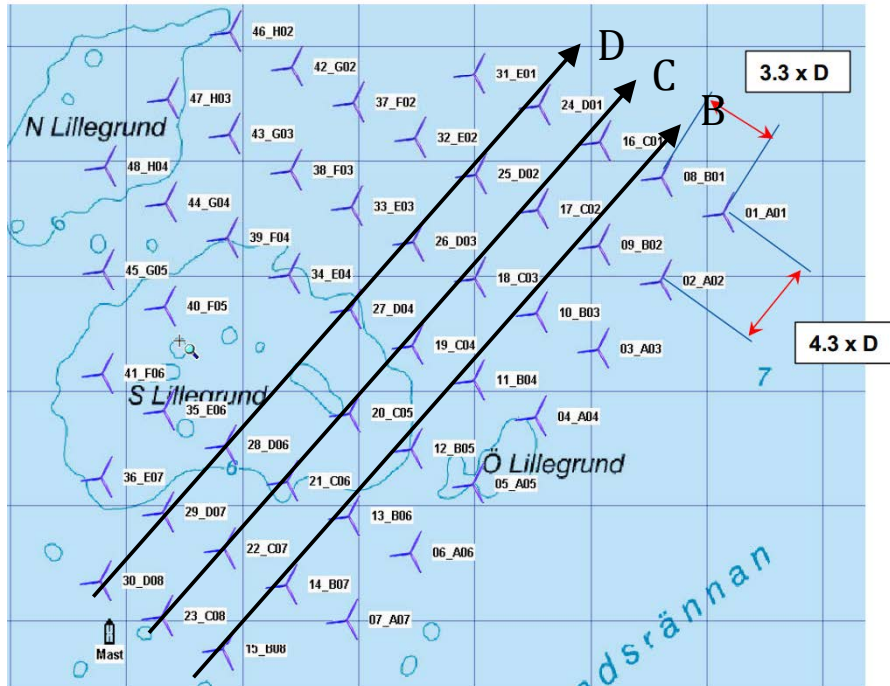 46_H02
D
42_G02
31_E01
C
3.3 x D
47_H03
37_F02
24_D01
B
N Lillegrund
43_G03
32_E02
16_C01
48_H04
38_F03
25_D02
08_B01
44_G04
33_E03
17_C02
01_A01
6
39_F04
26_D03
09_B02
45_G05
34_E04
18_C03
02_A02
40_F05
27_D04
10_B03
19_C04
03_A03
4.3 x D
41_F06
11_B04
7
S Lillegrund
35_E06
20_C05
04_A04
28_D06
12_B05
6
Ö Lillegrund
36_E07
21_C06
05_A05
29_D07
13_B06
22_C07
06_A06
30_D08
14_B07
23_C08
07_A07
Mast
15_B08
ndsrännan